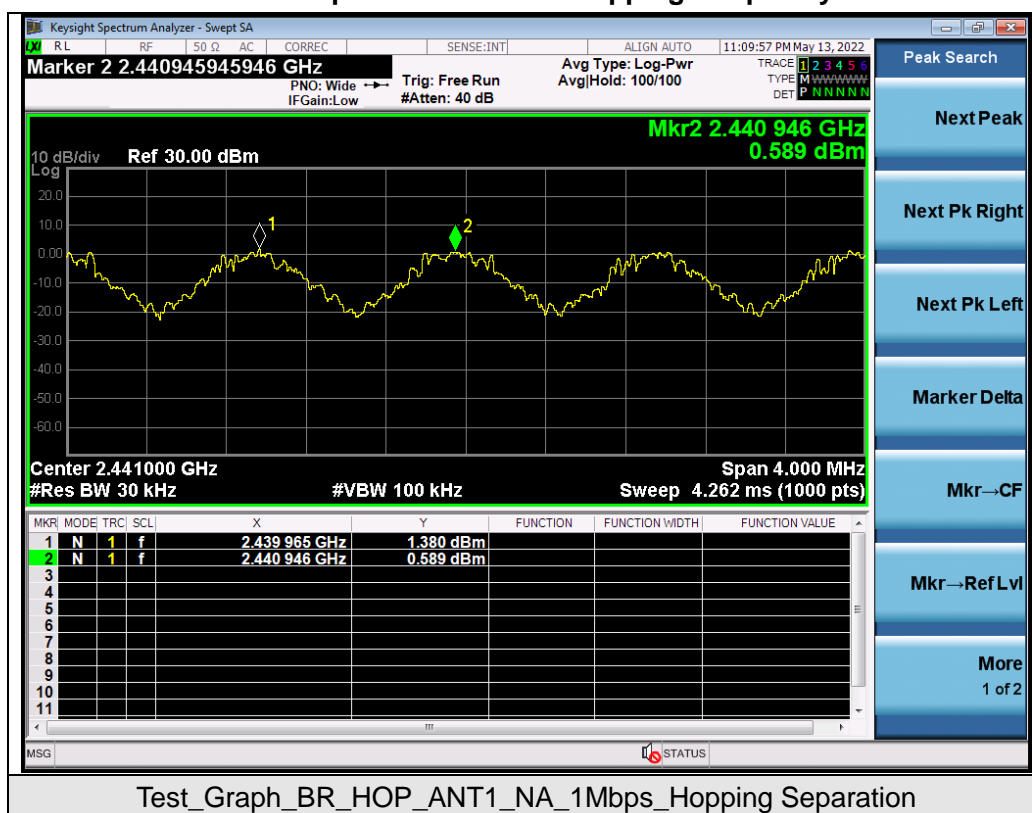 Keysight Spectrum Analyzer - Swept SA
LXI RL RF 50 Ω AC CORREC SENSE:INT ALIGN AUTO 11:09:57 PM May 13, 2022
Marker 2 2.440945945946 GHz
PNO: Wide
IFGain:Low
Trig: Free Run
#Atten: 40 dB
Avg Type: Log-Pwr
Avg|Hold: 100/100
TRACE 1 2 3 4 5 6
TYPE M WWWWW
DET P N N N N N
Mkr2 2.440 946 GHz
0.589 dBm
10 dB/div Ref 30.00 dBm
Log
20.0
10.0
0.00
-10.0
-20.0
-30.0
-40.0
-50.0
-60.0
1
2
Center 2.441000 GHz Span 4.000 MHz
#Res BW 30 kHz #VBW 100 kHz Sweep 4.262 ms (1000 pts)
MKR MODE TRC SCL X Y FUNCTION FUNCTION WIDTH FUNCTION VALUE
1 N 1 f 2.439 965 GHz 1.380 dBm
2 N 1 f 2.440 946 GHz 0.589 dBm
3
4
5
6
7
8
9
10
11
MSG STATUS
Peak Search
Next Peak
Next Pk Right
Next Pk Left
Marker Delta
Mkr→CF
Mkr→Ref Lvl
More
1 of 2
Test_Graph_BR_HOP_ANT1_NA_1Mbps_Hopping Separation